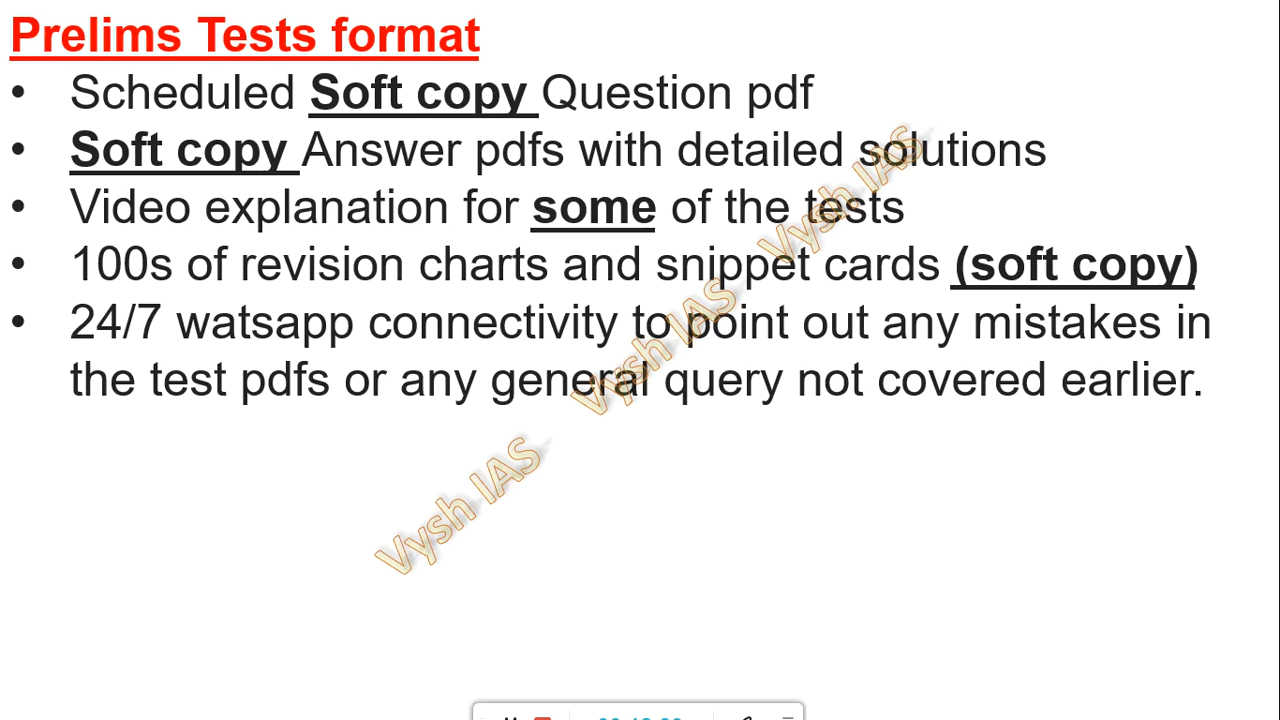 Prelims Tests format
• Scheduled Soft copy Question pdf
• Soft copy Answer pdfs with detailed solutions
• Video explanation for some of the tests
• 100s of revision charts and snippet cards (soft copy)
• 24/7 watsapp connectivity to point out any mistakes in
the test pdfs or any general query not covered earlier.
Vysh IAS
Vysh IAS
Vysh IAS